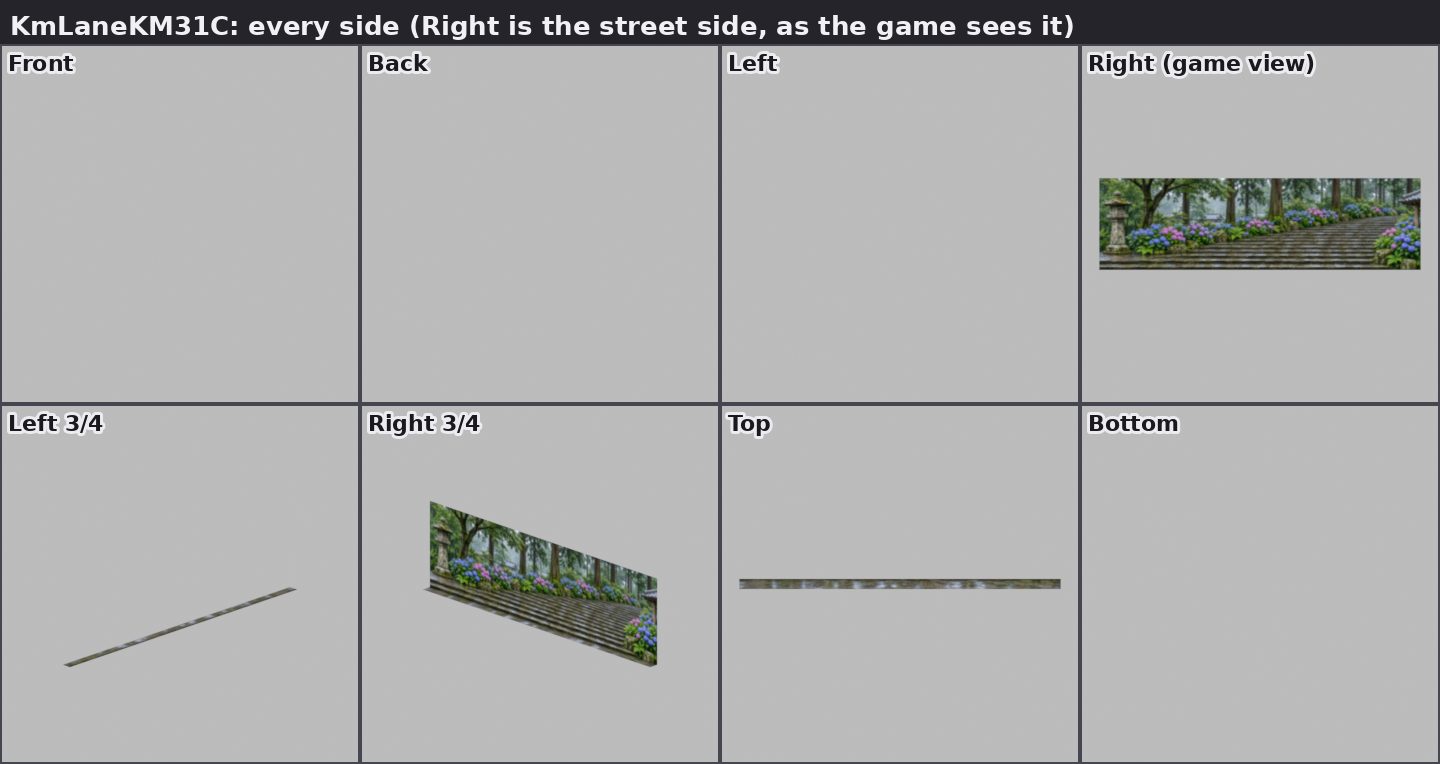 KmLaneKM31C: every side (Right is the street side, as the game sees it)
Front
Back
Left
Right (game view)
Left 3/4
Right 3/4
Top
Bottom